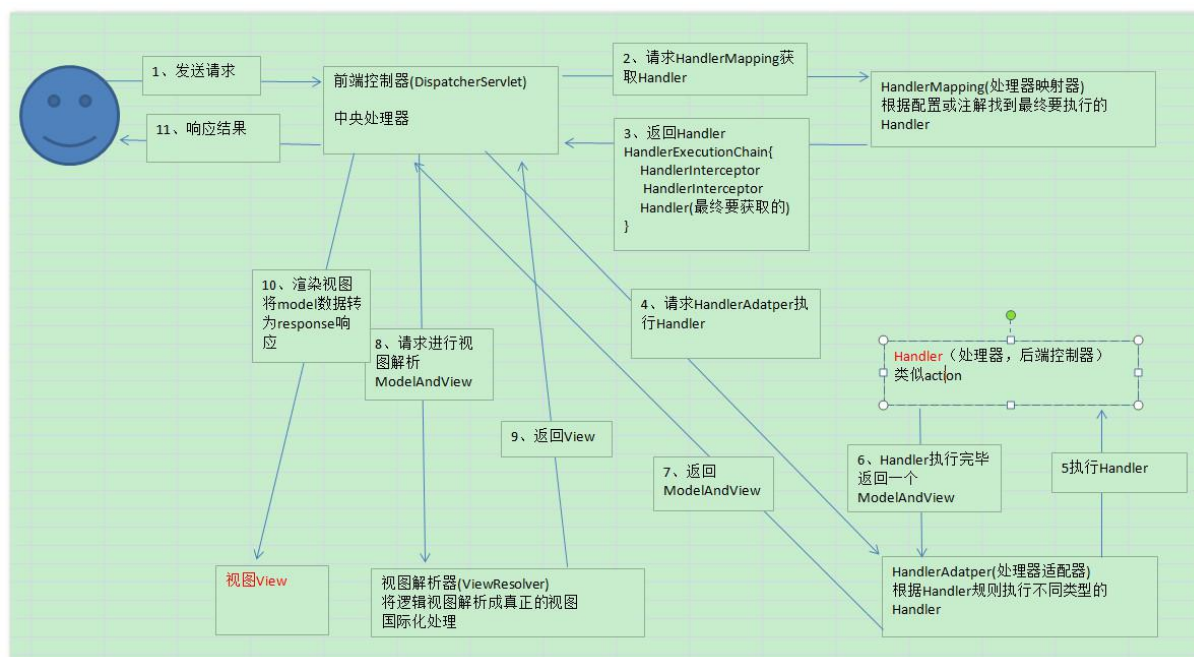 1、发送请求
11、响应结果
前端控制器(DispatcherServlet)
中央处理器
2、请求HandlerMapping获
取Handler
HandlerMapping(处理器映射器)
根据配置或注解找到最终要执行的
Handler
3、返回Handler
HandlerExecutionChain{
HandlerInterceptor
HandlerInterceptor
Handler(最终要获取的)
}
10、渲染视图
将model数据转
为response响
应
8、请求进行视
图解析
ModelAndView
9、返回View
4、请求HandlerAdatper执
行Handler
7、返回
ModelAndView
Handler（处理器，后端控制器）
类似action
6、Handler执行完毕
返回一个
ModelAndView
5执行Handler
视图View
视图解析器(ViewResolver)
将逻辑视图解析成真正的视图
国际化处理
HandlerAdatper(处理器适配器)
根据Handler规则执行不同类型的
Handler